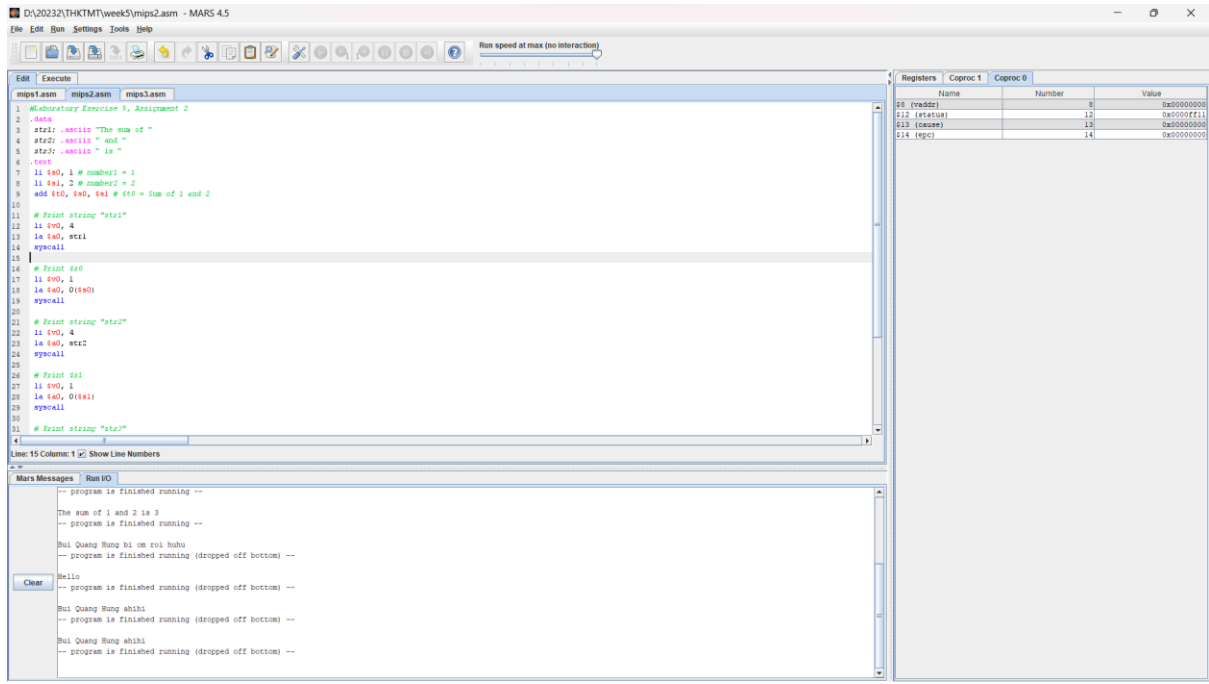 D:\20232\THKTMT\week5\mips2.asm - MARS 4.5
File Edit Run Settings Tools Help
Run speed at max (no interaction)
Edit Execute
mips1.asm mips2.asm mips3.asm
1 #Laboratory Exercise 5, Assignment 2
2 .data
3 str1: .asciiz "The sum of "
4 str2: .asciiz " and "
5 str3: .asciiz " is "
6 .text
7 li $s0, 1 # number1 = 1
8 li $s1, 2 # number2 = 2
9 add $t0, $s0, $s1 # $t0 = Sum of 1 and 2
10
11 # Print string "str1"
12 li $v0, 4
13 la $a0, str1
14 syscall
15
16 # Print $s0
17 li $v0, 1
18 la $a0, 0($s0)
19 syscall
20
21 # Print string "str2"
22 li $v0, 4
23 la $a0, str2
24 syscall
25
26 # Print $s1
27 li $v0, 1
28 la $a0, 0($s1)
29 syscall
30
31 # Print string "str3"
Line: 15 Column: 1 Show Line Numbers
Mars Messages Run I/O
-- program is finished running --
The sum of 1 and 2 is 3
-- program is finished running --
Bui Quang Hung bi om roi huhu
-- program is finished running (dropped off bottom) --
Hello
-- program is finished running (dropped off bottom) --
Bui Quang Hung ahihi
-- program is finished running (dropped off bottom) --
Bui Quang Hung ahihi
-- program is finished running (dropped off bottom) --
Clear
Registers Coproc 1 Coproc 0
Name Number Value
$8 (vaddr) 8 0x00000000
$12 (status) 12 0x0000ff11
$13 (cause) 13 0x00000000
$14 (epc) 14 0x00000000